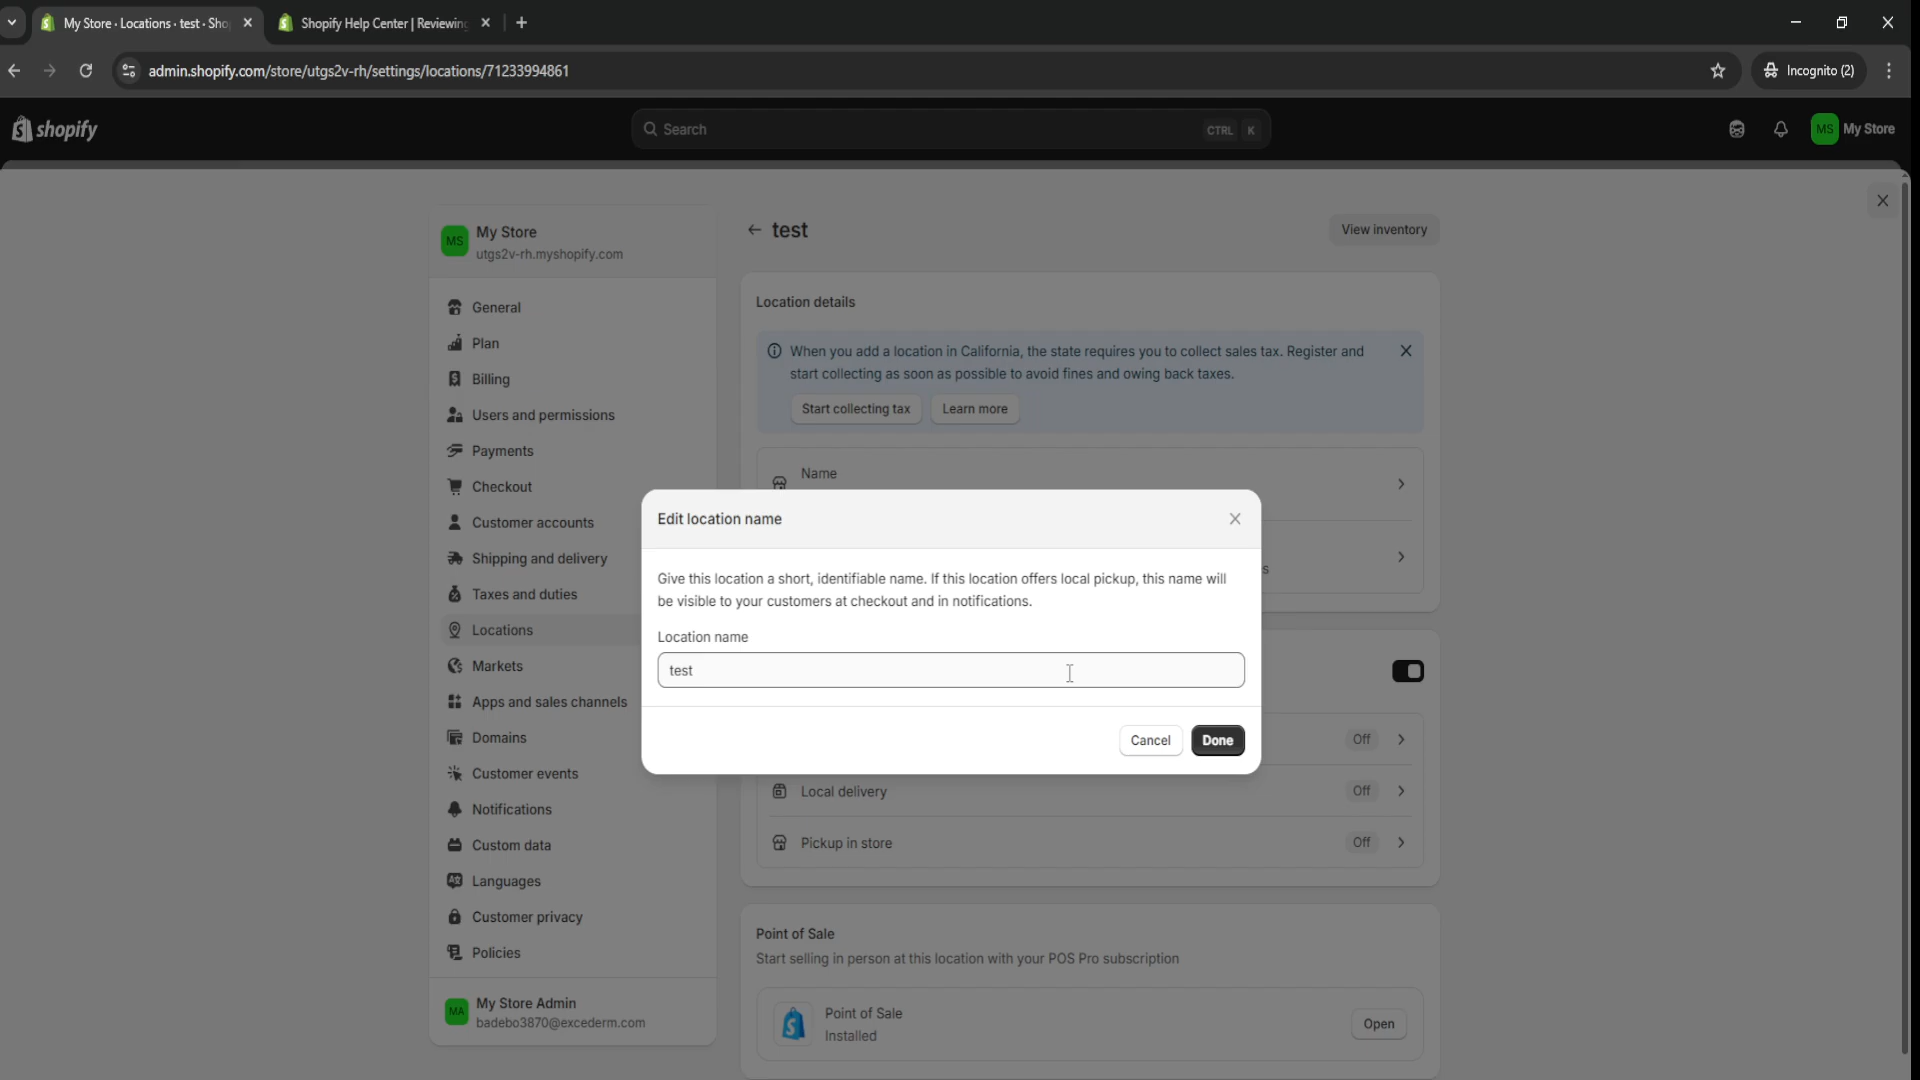 My Store · Locations · test · Sho
Shopify Help Center | Reviewing
admin.shopify.com/store/utgs2v-rh/settings/locations/71233994861
Incognito (2)
shopify
Search
CTRL K
MS My Store
MS
My Store
utgs2v-rh.myshopify.com
General
Plan
Billing
Users and permissions
Payments
Checkout
Customer accounts
Shipping and delivery
Taxes and duties
Locations
Markets
Apps and sales channels
Domains
Customer events
Notifications
Custom data
Languages
Customer privacy
Policies
MA
My Store Admin
badebo3870@excederm.com
test
View inventory
Location details
When you add a location in California, the state requires you to collect sales tax. Register and
start collecting as soon as possible to avoid fines and owing back taxes.
Start collecting tax
Learn more
Name
Edit location name
Give this location a short, identifiable name. If this location offers local pickup, this name will
be visible to your customers at checkout and in notifications.
Location name
test
Cancel
Done
Off
Local delivery
Off
Pickup in store
Off
Point of Sale
Start selling in person at this location with your POS Pro subscription
Point of Sale
Installed
Open